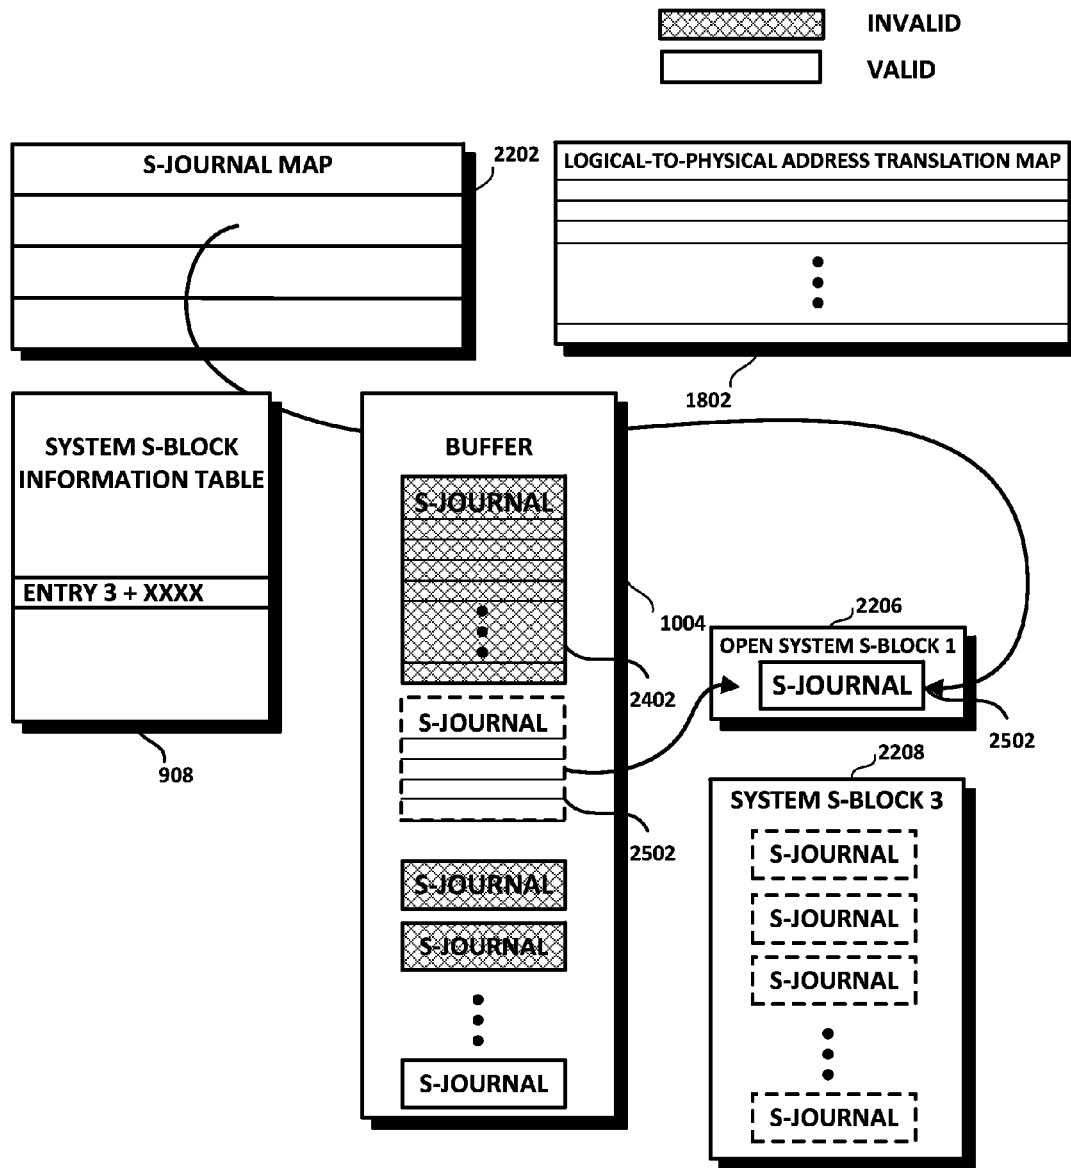 INVALID
VALID
S-JOURNAL MAP
2202
LOGICAL-TO-PHYSICAL ADDRESS TRANSLATION MAP
1802
SYSTEM S-BLOCK
INFORMATION TABLE
ENTRY 3 + XXXX
908
BUFFER
S-JOURNAL
1004
2402
S-JOURNAL
2502
S-JOURNAL
S-JOURNAL
S-JOURNAL
2206
OPEN SYSTEM S-BLOCK 1
S-JOURNAL
2502
2208
SYSTEM S-BLOCK 3
S-JOURNAL
S-JOURNAL
S-JOURNAL
S-JOURNAL